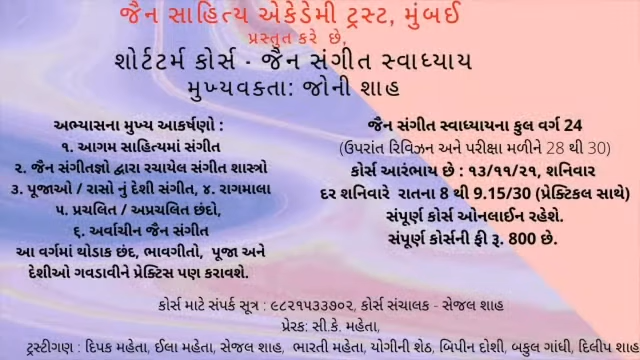 જૈન સાહિત્ય એકેડેમી ટ્રસ્ટ, મુંબઈ
પ્રસ્તુત કરે છે,
શોર્ટટર્મ કોર્સ - જૈન સંગીત સ્વાધ્યાય
મુખ્યવક્તા: જોની શાહ
અભ્યાસના મુખ્ય આકર્ષણો :
૧. આગમ સાહિત્યમાં સંગીત
૨. જૈન સંગીતજ્ઞો દ્વારા રચાયેલ સંગીત શાસ્ત્રો
૩. પૂજાઓ / રાસો નું દેશી સંગીત, ૪. રાગમાલા
૫. પ્રચલિત / અપ્રચલિત છંદો,
૬. અર્વાચીન જૈન સંગીત
આ વર્ગમાં થોડાક છંદ, ભાવગીતો, પૂજા અને
દેશીઓ ગવડાવીને પ્રેક્ટિસ પણ કરાવશે.
જૈન સંગીત સ્વાધ્યાયના કુલ વર્ગ 24
(ઉપરાંત રિવિઝન અને પરીક્ષા મળીને 28 થી 30)
કોર્સ આરંભાય છે : ૧૩/૧૧/૨૧, શનિવાર
દર શનિવારે રાતના 8 થી 9.15/30 (પ્રેક્ટિકલ સાથે)
સંપૂર્ણ કોર્સ ઓનલાઈન રહેશે.
સંપૂર્ણ કોર્સની ફી રૂ. 800 છે.
કોર્સ માટે સંપર્ક સૂત્ર : ૯૮૨૧૫૩૩૭૦૨, કોર્સ સંચાલક - સેજલ શાહ
પ્રેરક: સી.કે. મહેતા,
ટ્રસ્ટીગણ : દિપક મહેતા, ઈલા મહેતા, સેજલ શાહ, ભારતી મહેતા, યોગીની શેઠ, બિપીન દોશી, બકુલ ગાંધી, દિલીપ શાહ